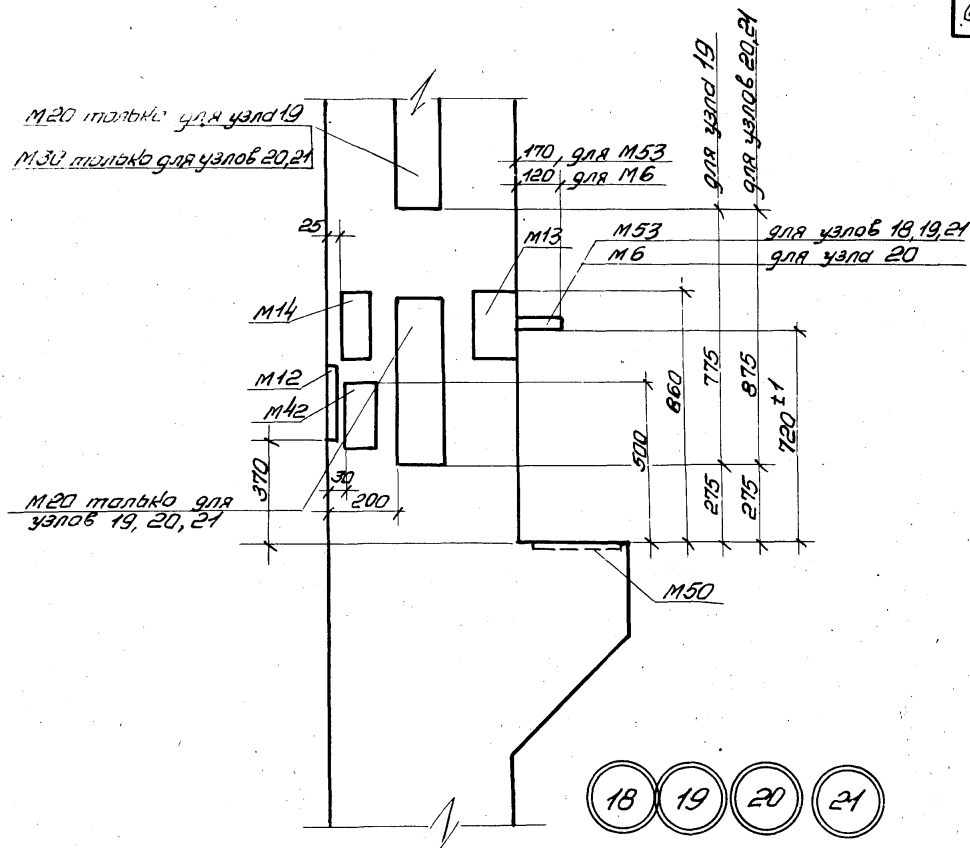 М20 только для узла 19
М30 только для узлов 20,21
170 для М53
120 для М6
для узла 19
для узлов 20,21
25
М13
М53 для узлов 18,19,21
М6 для узла 20
М14
М12
М42
370
30
200
М20 только для
узлов 19, 20, 21
500
860
775
875
720 ±1
275
275
М50
18
19
20
21